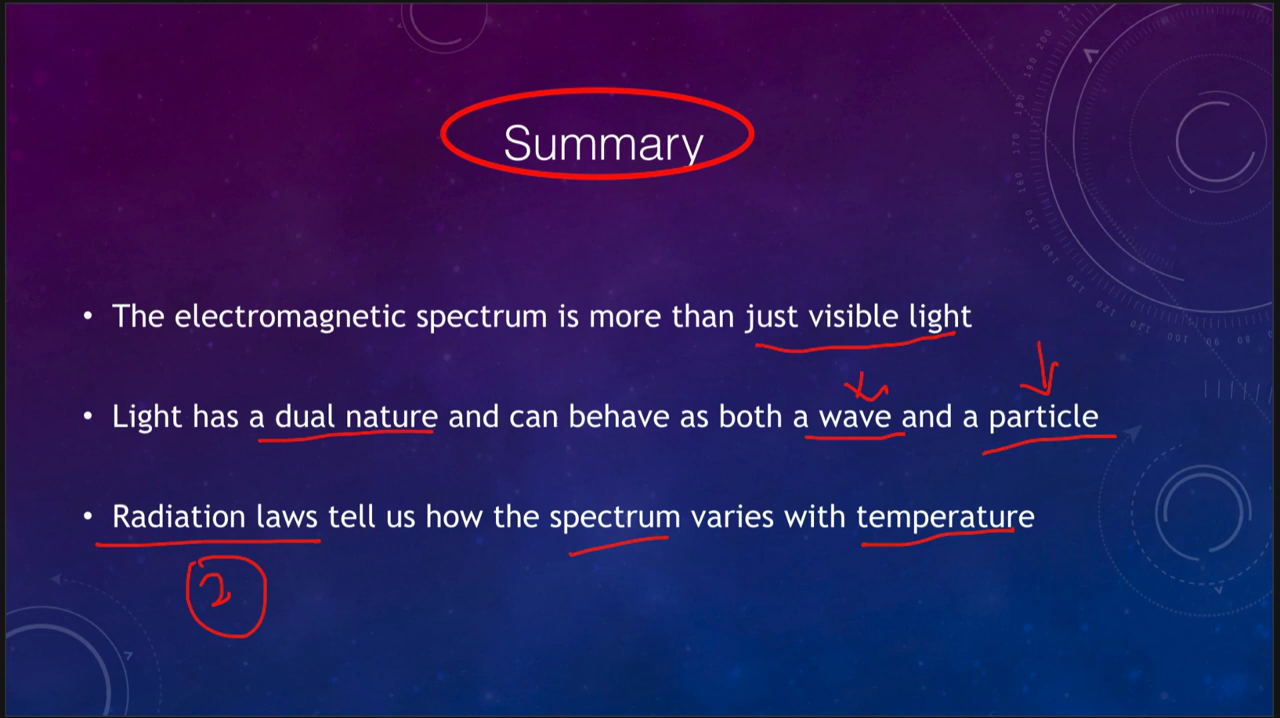 Summary
• The electromagnetic spectrum is more than just visible light
• Light has a dual nature and can behave as both a wave and a particle
• Radiation laws tell us how the spectrum varies with temperature
2